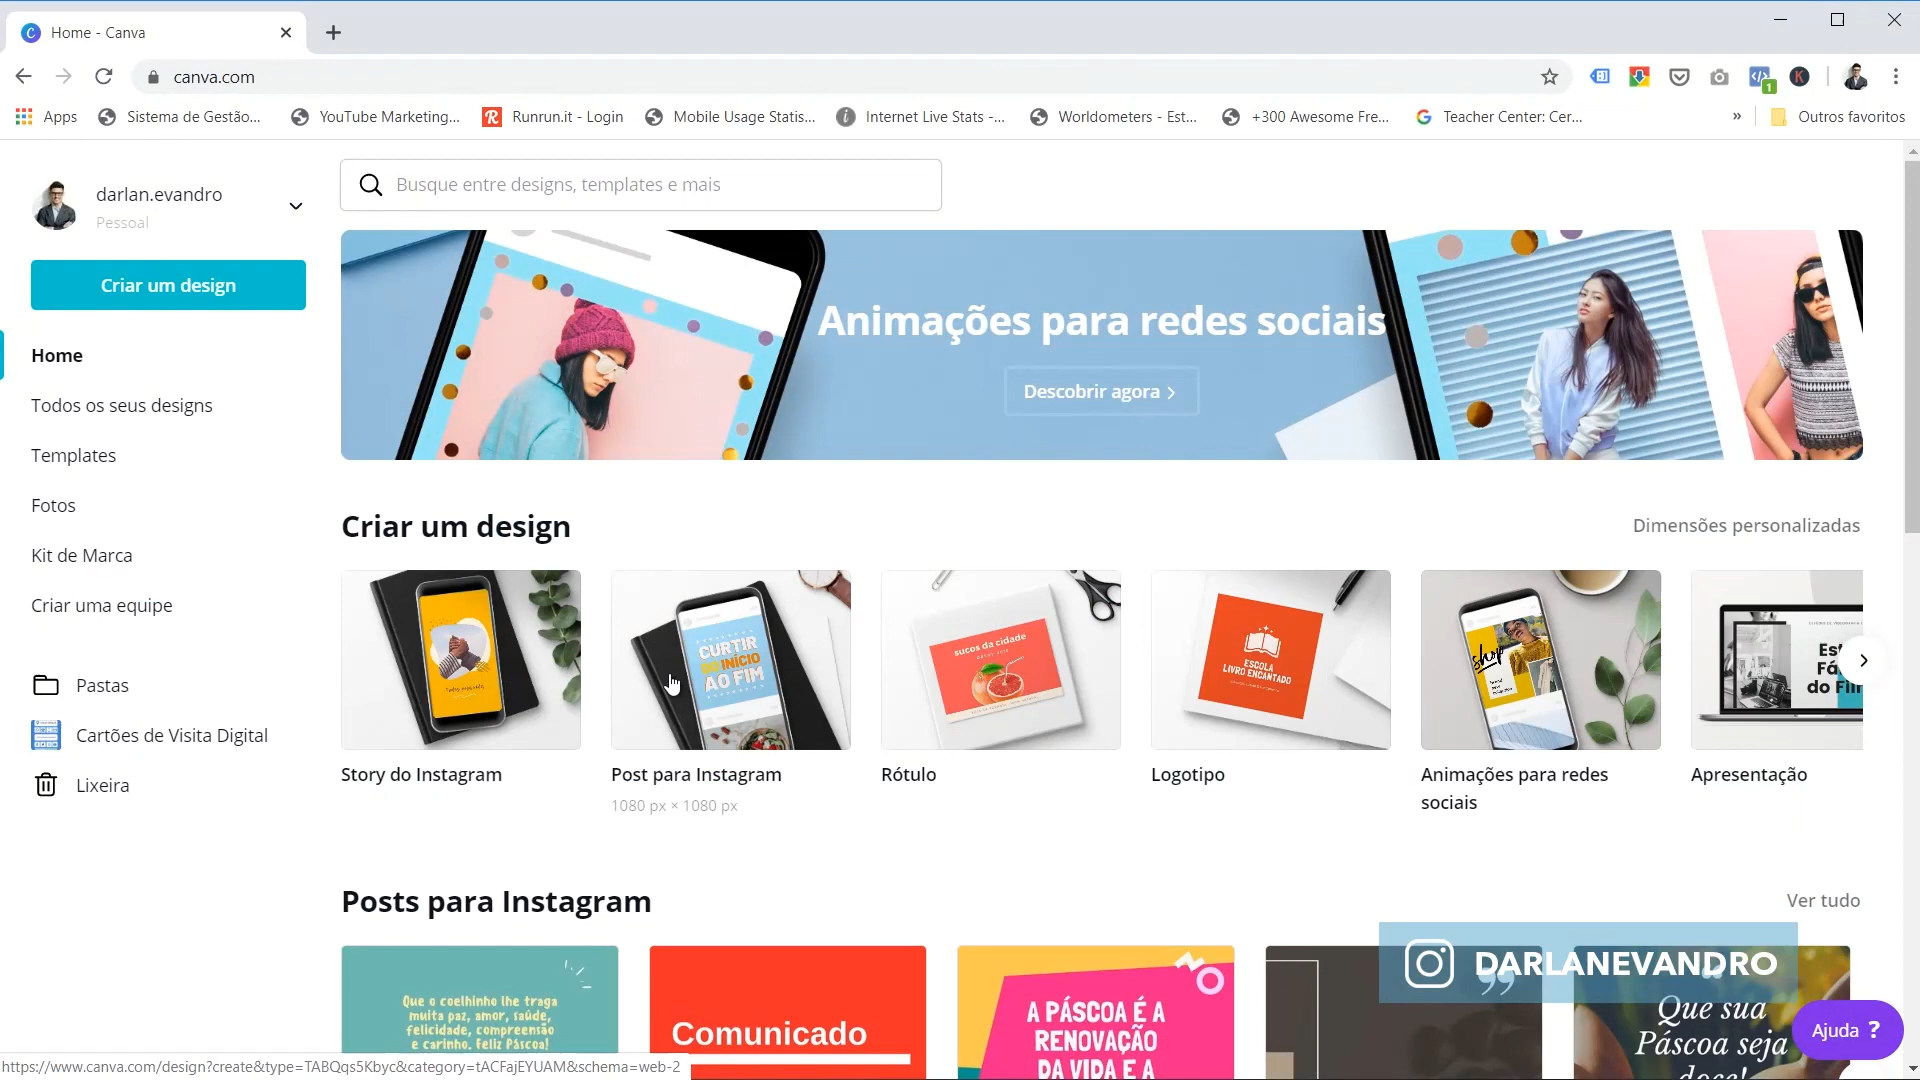 Home - Canva
canva.com
Apps
Sistema de Gestão...
YouTube Marketing...
Runrun.it - Login
Mobile Usage Statis...
Internet Live Stats -...
Worldometers - Est...
+300 Awesome Fre...
Teacher Center: Cer...
»
Outros favoritos
darlan.evandro
Pessoal
Busque entre designs, templates e mais
Criar um design
Home
Todos os seus designs
Templates
Fotos
Kit de Marca
Criar uma equipe
Pastas
Cartões de Visita Digital
Lixeira
Animações para redes sociais
Descobrir agora >
Criar um design
Dimensões personalizadas
CURTIR
DO INÍCIO
AO FIM
sucos da cidade
ESCOLA
LIVRO ENCANTADO
shop
Est
Fá
do Fim
Story do Instagram
Post para Instagram
1080 px × 1080 px
Rótulo
Logotipo
Animações para redes
sociais
Apresentação
Posts para Instagram
Ver tudo
Que o coelhinho lhe traga
muita paz, amor, saúde,
felicidade, compreensão
e carinho. Feliz Páscoa!
Comunicado
A PÁSCOA É A
RENOVAÇÃO
DA VIDA E A
DARLANEVANDRO
Que sua
Páscoa seja
doce!
Ajuda ?
https://www.canva.com/design?create&type=TABQqs5Kbyc&category=tACFajEYUAM&schema=web-2